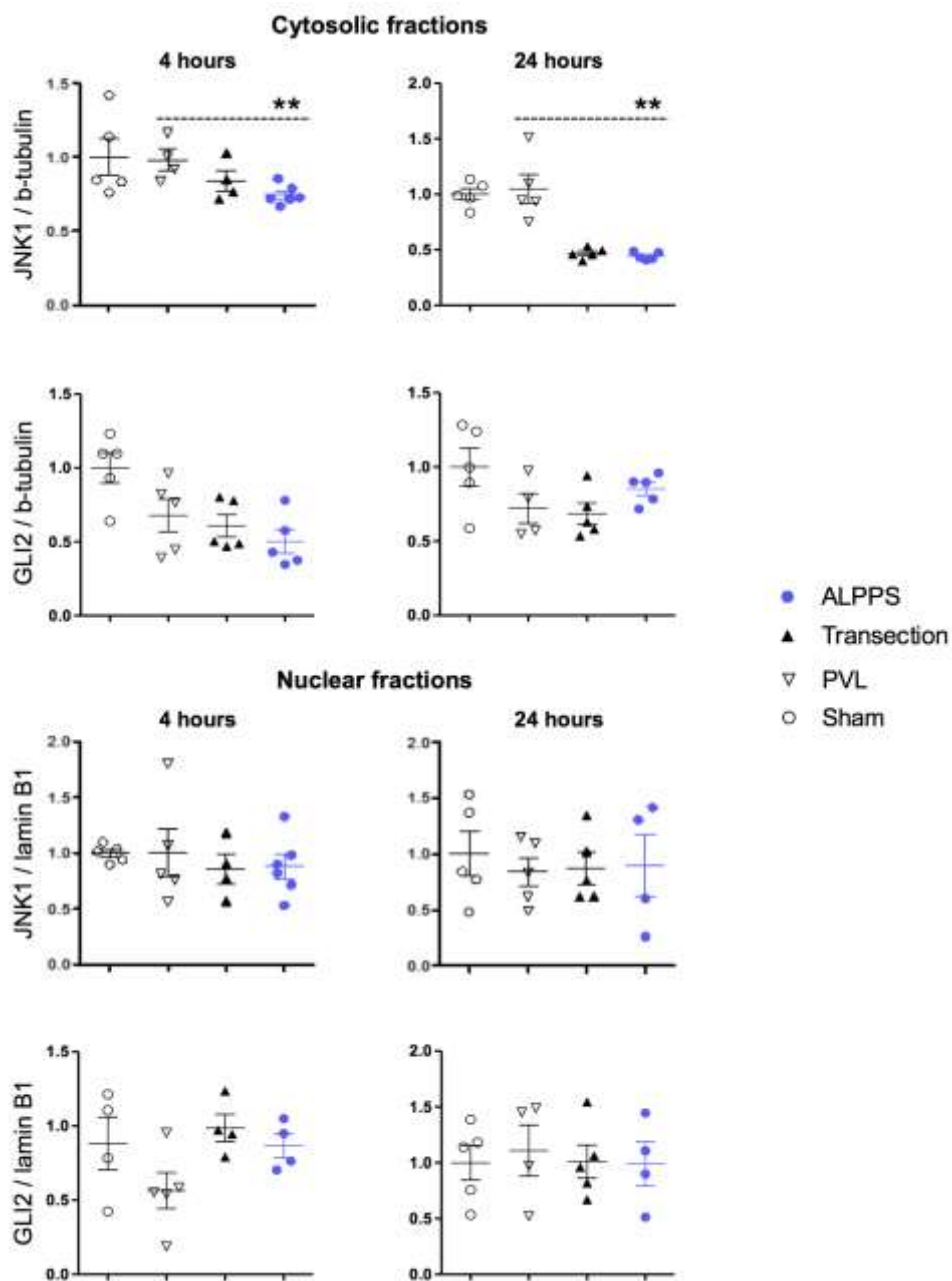 Cytosolic fractions
4 hours
24 hours
JNK1 / b-tubulin
1.5
1.0
0.5
0.0
**
2.0
1.5
1.0
0.5
0.0
**
GLI2 / b-tubulin
1.5
1.0
0.5
0.0
1.5
1.0
0.5
0.0
ALPPS
Transection
PVL
Sham
Nuclear fractions
4 hours
24 hours
JNK1 / lamin B1
2.0
1.5
1.0
0.5
0.0
2.0
1.5
1.0
0.5
0.0
GLI2 / lamin B1
1.5
1.0
0.5
0.0
2.0
1.5
1.0
0.5
0.0